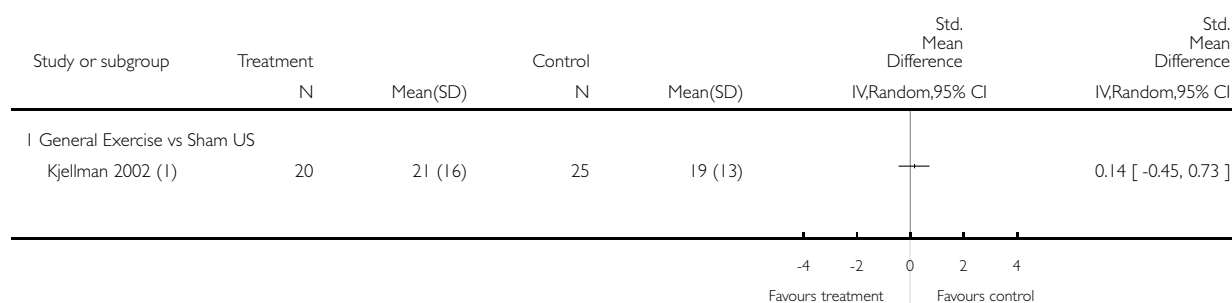 Study or subgroup Treatment Control Std. Mean Difference Std. Mean Difference
N Mean(SD) N Mean(SD) IV,Random,95% CI IV,Random,95% CI
1 General Exercise vs Sham US
Kjellman 2002 (1) 20 21 (16) 25 19 (13) 0.14 [ -0.45, 0.73 ]
-4 -2 0 2 4
Favours treatment Favours control